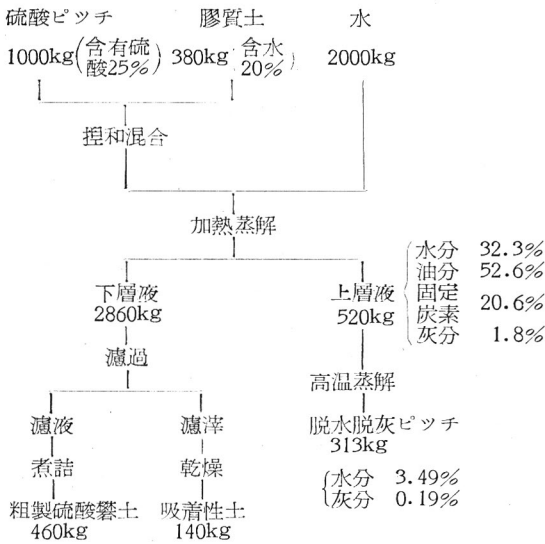 硫酸ピツチ 膠質土 水
1000kg(含有硫酸25%) 380kg(含水20%) 2000kg
捏和混合
加熱蒸解
水分 32.3%
油分 52.6%
固定炭素 20.6%
灰分 1.8%
下層液 上層液
2860kg 520kg
濾過
高温蒸解
濾液 濾滓 脱水脱灰ピツチ
313kg
煮詰 乾燥
水分 3.49%
灰分 0.19%
粗製硫酸礬土 吸着性土
460kg 140kg